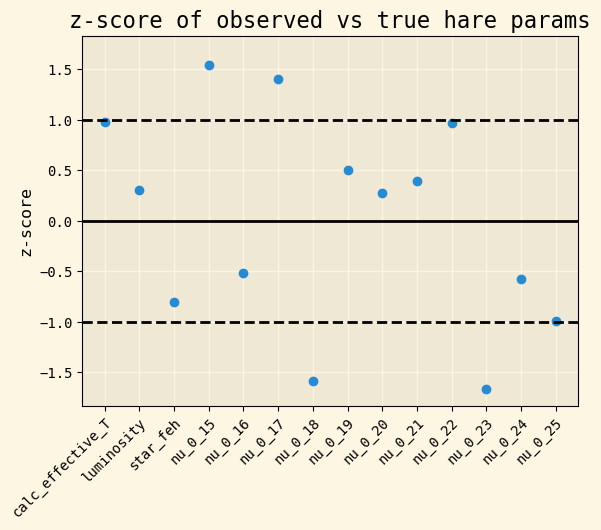 z-score of observed vs true hare params
z-score
1.5
1.0
0.5
0.0
−0.5
−1.0
−1.5
calc_effective_T
luminosity
star_feh
nu_0_15
nu_0_16
nu_0_17
nu_0_18
nu_0_19
nu_0_20
nu_0_21
nu_0_22
nu_0_23
nu_0_24
nu_0_25